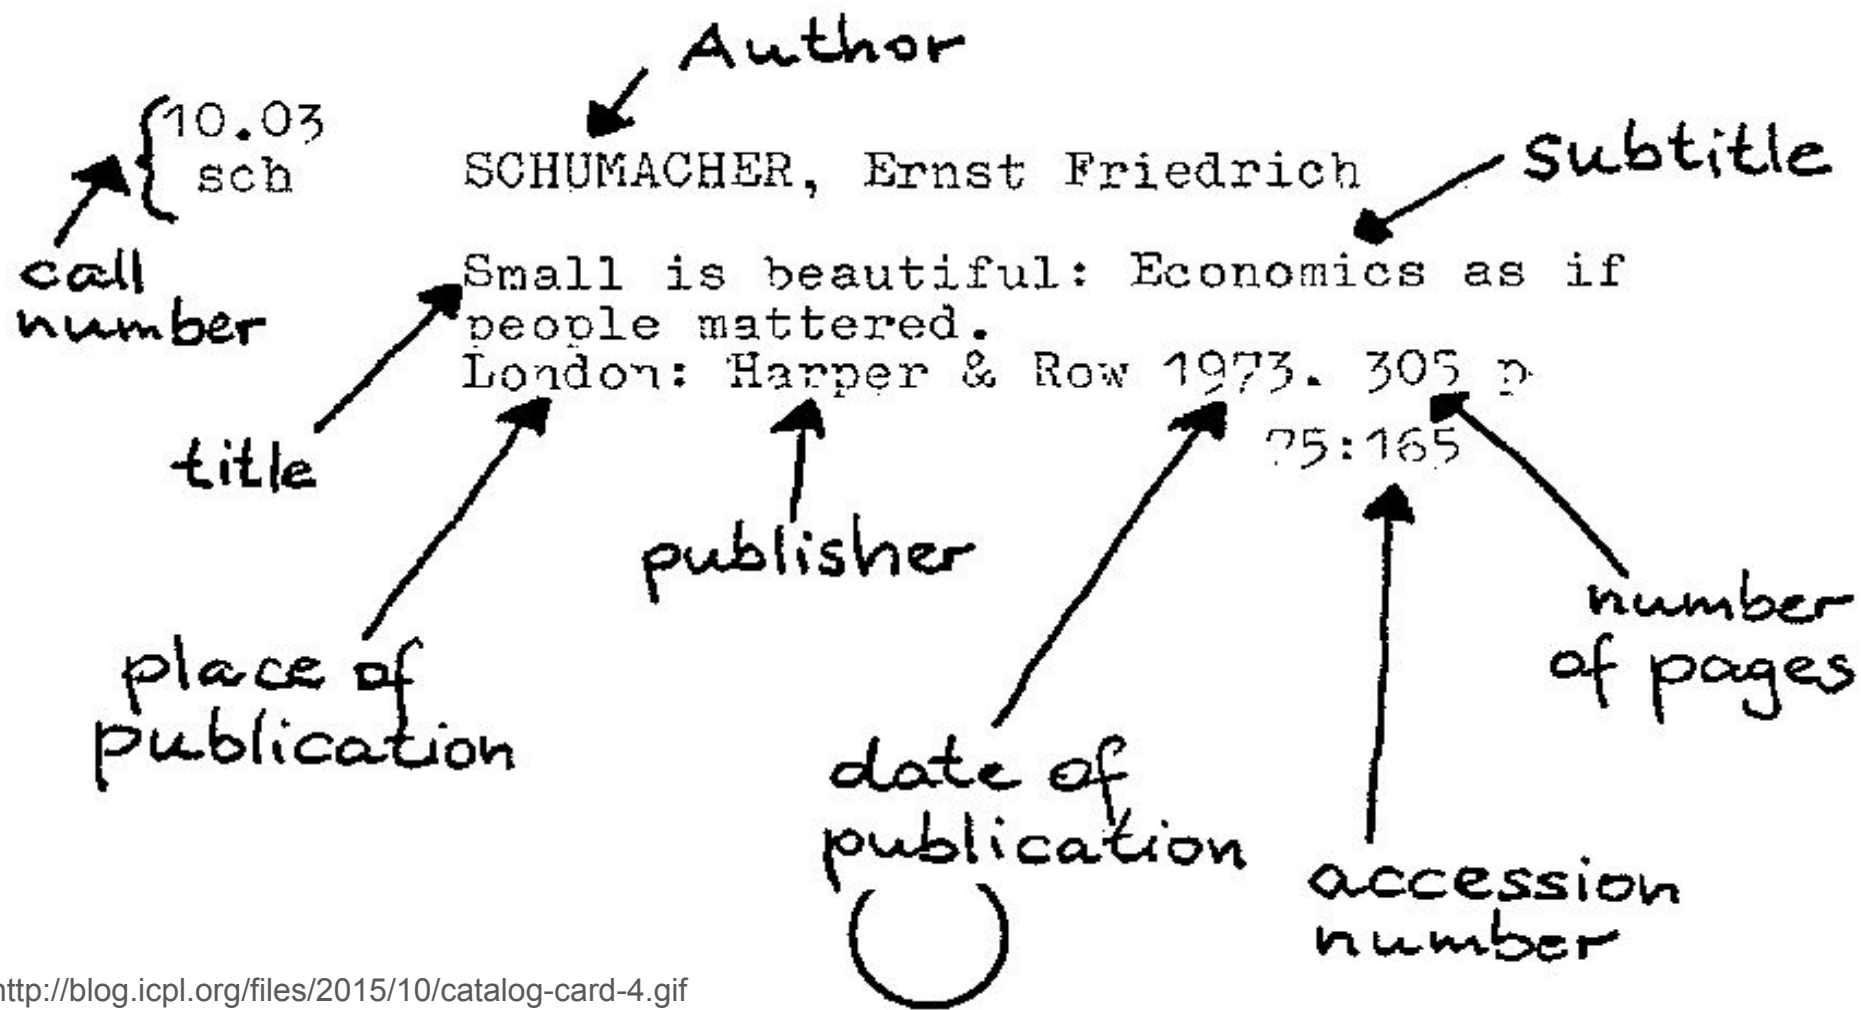 Author
10.03
sch
SCHUMACHER, Ernst Friedrich
subtitle
call
number
Small is beautiful: Economics as if
people mattered.
London: Harper & Row 1973. 305 p
75:165
title
publisher
number
of pages
place of
publication
date of
publication
accession
number
http://blog.icpl.org/files/2015/10/catalog-card-4.gif